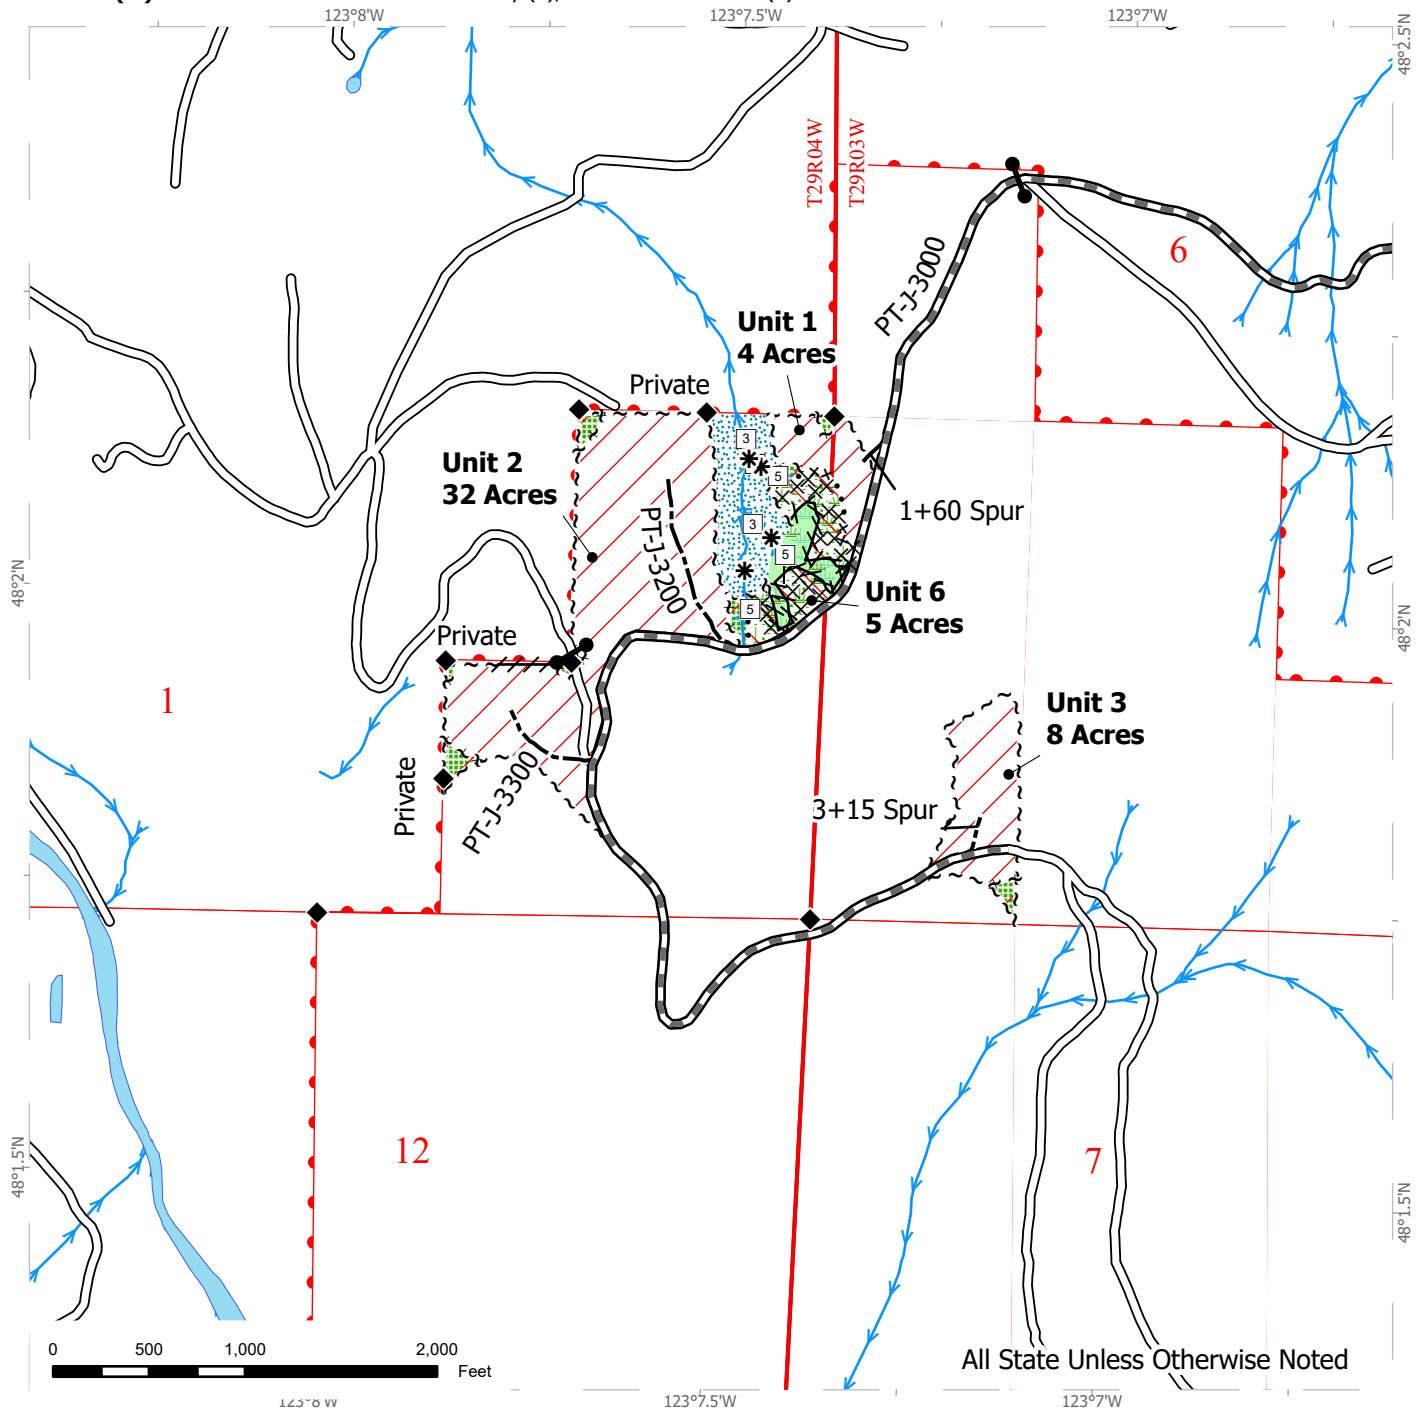 123°8'W
123°7.5'W
123°7'W
48°2.5'N
T29R04W
T29R03W
6
PT-J-3000
Unit 1
4 Acres
Private
3
Unit 2
32 Acres
5
1+60 Spur
PT-J-3200
3
5
48°2'N
Unit 6
5 Acres
5
48°2'N
Private
1
Unit 3
8 Acres
Private
PT-J-3300
3+15 Spur
12
7
48°1.5'N
48°1.5'N
0
500
1,000
2,000
Feet
All State Unless Otherwise Noted
123°7.5'W
123°7'W